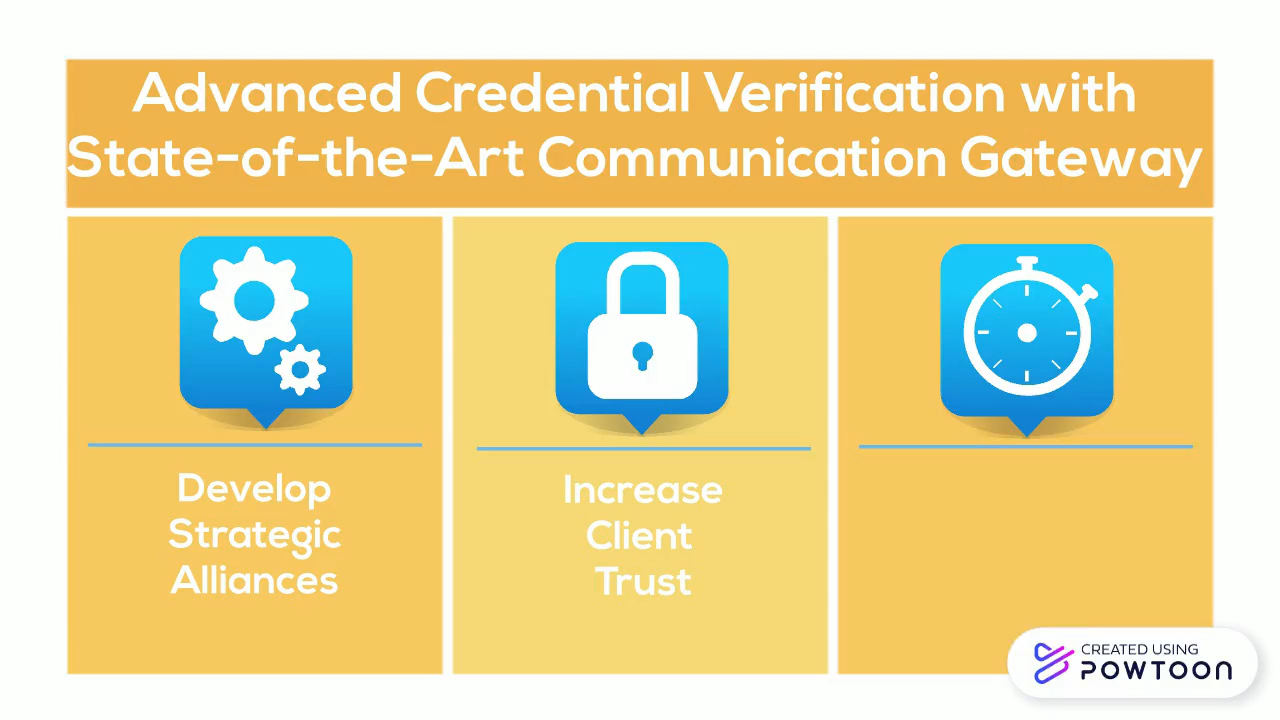 Advanced Credential Verification with
State-of-the-Art Communication Gateway
Develop
Strategic
Alliances
Increase
Client
Trust
CREATED USING
POWTOON